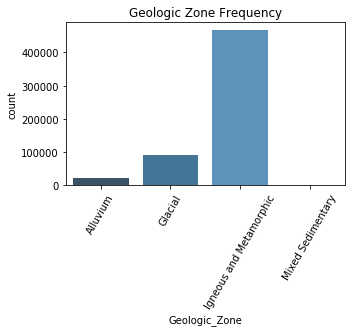 Geologic Zone Frequency
400000
300000
200000
100000
0
count
Alluvium
Glacial
Igneous and Metamorphic
Mixed Sedimentary
Geologic_Zone